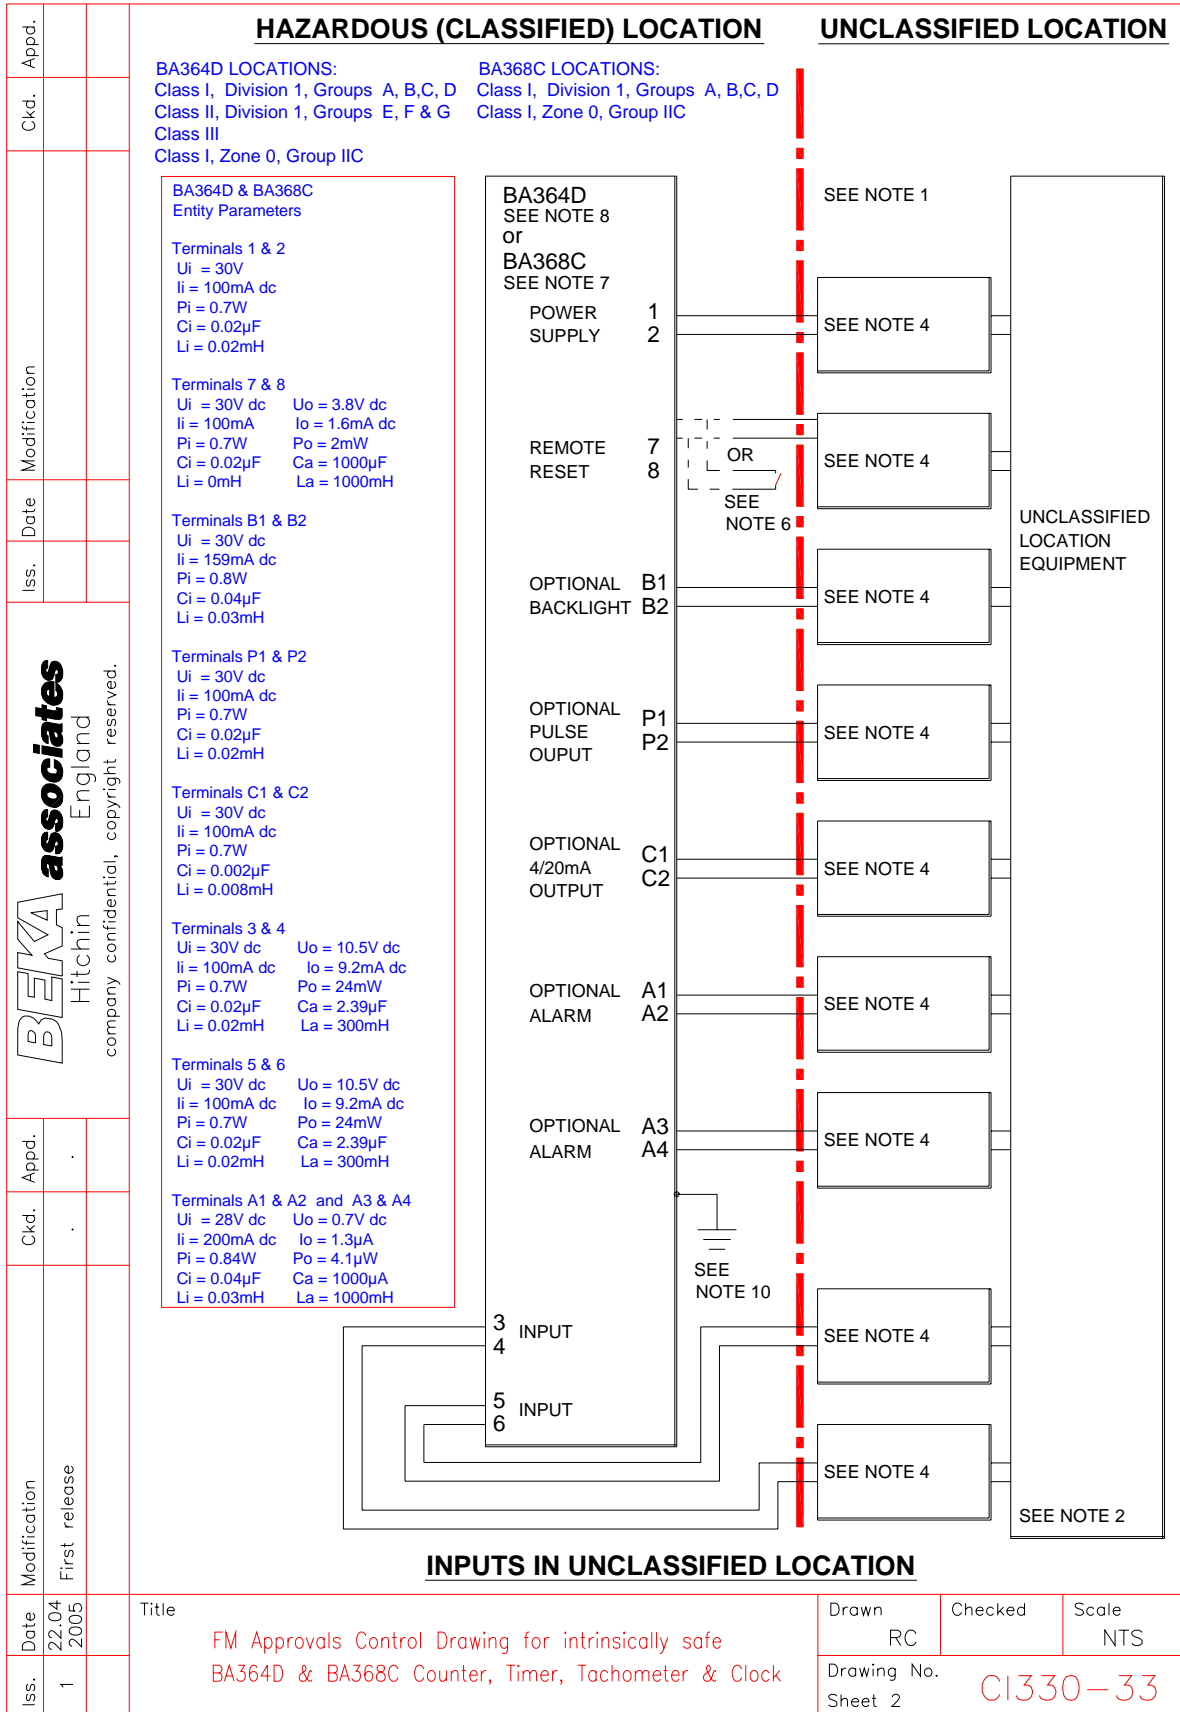 HAZARDOUS (CLASSIFIED) LOCATION
UNCLASSIFIED LOCATION
BA364D LOCATIONS:
Class I, Division 1, Groups A, B,C, D
Class II, Division 1, Groups E, F & G
Class III
Class I, Zone 0, Group IIC
BA368C LOCATIONS:
Class I, Division 1, Groups A, B,C, D
Class I, Zone 0, Group IIC
BA364D & BA368C
Entity Parameters
Terminals 1 & 2
Ui = 30V
Ii = 100mA dc
Pi = 0.7W
Ci = 0.02µF
Li = 0.02mH
Terminals 7 & 8
Ui = 30V dc Uo = 3.8V dc
Ii = 100mA Io = 1.6mA dc
Pi = 0.7W Po = 2mW
Ci = 0.02µF Ca = 1000µF
Li = 0mH La = 1000mH
Terminals B1 & B2
Ui = 30V dc
Ii = 159mA dc
Pi = 0.8W
Ci = 0.04µF
Li = 0.03mH
Terminals P1 & P2
Ui = 30V dc
Ii = 100mA dc
Pi = 0.7W
Ci = 0.02µF
Li = 0.02mH
Terminals C1 & C2
Ui = 30V dc
Ii = 100mA dc
Pi = 0.7W
Ci = 0.002µF
Li = 0.008mH
Terminals 3 & 4
Ui = 30V dc Uo = 10.5V dc
Ii = 100mA dc Io = 9.2mA dc
Pi = 0.7W Po = 24mW
Ci = 0.02µF Ca = 2.39µF
Li = 0.02mH La = 300mH
Terminals 5 & 6
Ui = 30V dc Uo = 10.5V dc
Ii = 100mA dc Io = 9.2mA dc
Pi = 0.7W Po = 24mW
Ci = 0.02µF Ca = 2.39µF
Li = 0.02mH La = 300mH
Terminals A1 & A2 and A3 & A4
Ui = 28V dc Uo = 0.7V dc
Ii = 200mA dc Io = 1.3µA
Pi = 0.84W Po = 4.1µW
Ci = 0.04µF Ca = 1000µA
Li = 0.03mH La = 1000mH
BA364D
SEE NOTE 8
or
BA368C
SEE NOTE 7
POWER 1
SUPPLY 2
REMOTE 7
RESET 8
OPTIONAL B1
BACKLIGHT B2
OPTIONAL P1
PULSE P2
OUPUT
OPTIONAL C1
4/20mA C2
OUTPUT
OPTIONAL A1
ALARM A2
OPTIONAL A3
ALARM A4
3 INPUT
4
5 INPUT
6
OR
SEE
NOTE 6
SEE
NOTE 10
SEE NOTE 1
SEE NOTE 4
SEE NOTE 4
SEE NOTE 4
SEE NOTE 4
SEE NOTE 4
SEE NOTE 4
SEE NOTE 4
SEE NOTE 4
SEE NOTE 4
UNCLASSIFIED
LOCATION
EQUIPMENT
SEE NOTE 2
INPUTS IN UNCLASSIFIED LOCATION
Iss. Date Modification Ckd. Appd.
BEKA associates
Hitchin England
company confidential, copyright reserved.
Iss. Date Modification Ckd. Appd.
1 22.04 First release . .
2005
Title
FM Approvals Control Drawing for intrinsically safe
BA364D & BA368C Counter, Timer, Tachometer & Clock
Drawn
RC
Checked
Scale
NTS
Drawing No.
Sheet 2
CI330-33